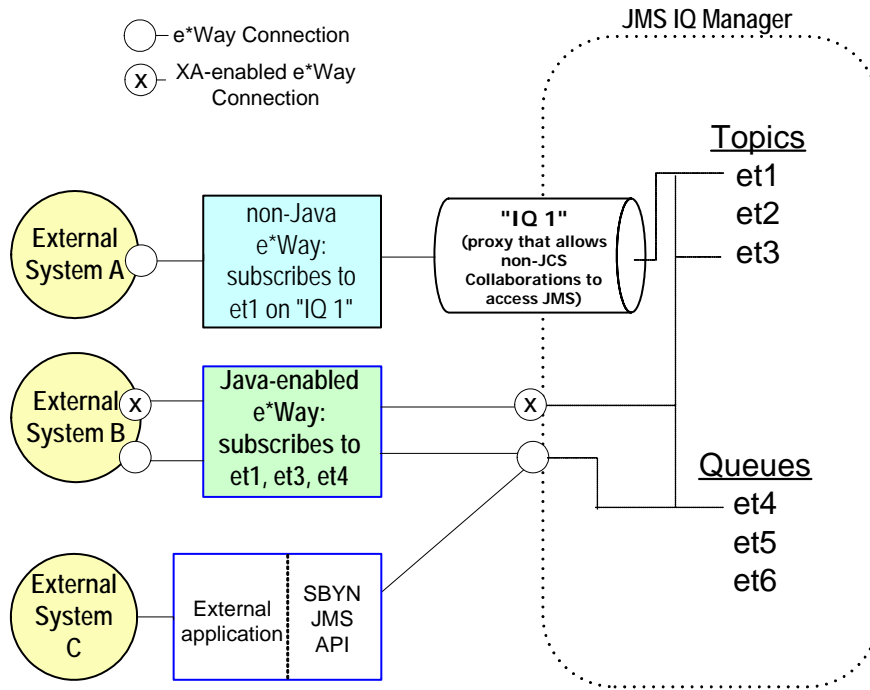 JMS IQ Manager
e*Way Connection
X
XA-enabled e*Way
Connection
Topics
et1
et2
et3
External
System A
non-Java
e*Way:
subscribes to
et1 on "IQ 1"
"IQ 1"
(proxy that allows
non-JCS
Collaborations to
access JMS)
External
System B
X
Java-enabled
e*Way:
subscribes to
et1, et3, et4
X
Queues
et4
et5
et6
External
System
C
External
application
SBYN
JMS
API